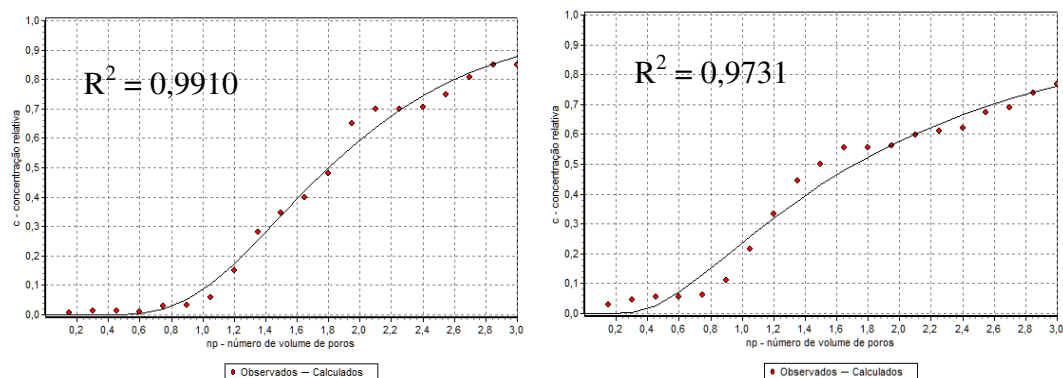 c - concentração relativa
1,0
0,9
0,8
0,7
0,6
0,5
0,4
0,3
0,2
0,1
0,0
R² = 0,9910
0,2 0,4 0,6 0,8 1,0 1,2 1,4 1,6 1,8 2,0 2,2 2,4 2,6 2,8 3,0
np - número de volume de poros
Observados Calculados
c - concentração relativa
1,0
0,9
0,8
0,7
0,6
0,5
0,4
0,3
0,2
0,1
0,0
R² = 0,9731
0,2 0,4 0,6 0,8 1,0 1,2 1,4 1,6 1,8 2,0 2,2 2,4 2,6 2,8 3,0
np - número de volume de poros
Observados Calculados